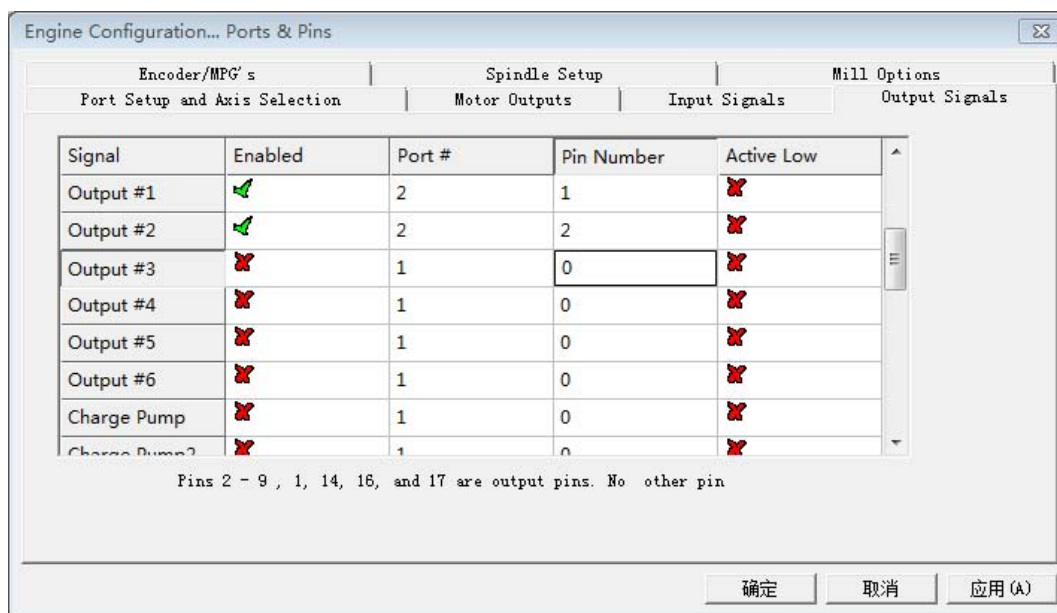 Engine Configuration... Ports & Pins
Encoder/MPG's Spindle Setup Mill Options
Port Setup and Axis Selection Motor Outputs Input Signals Output Signals
Signal Enabled Port # Pin Number Active Low
Output #1 2 1
Output #2 2 2
Output #3 1 0
Output #4 1 0
Output #5 1 0
Output #6 1 0
Charge Pump 1 0
Charge Pump2 1 0
Pins 2 - 9 , 1, 14, 16, and 17 are output pins. No other pin
确定 取消 应用(A)